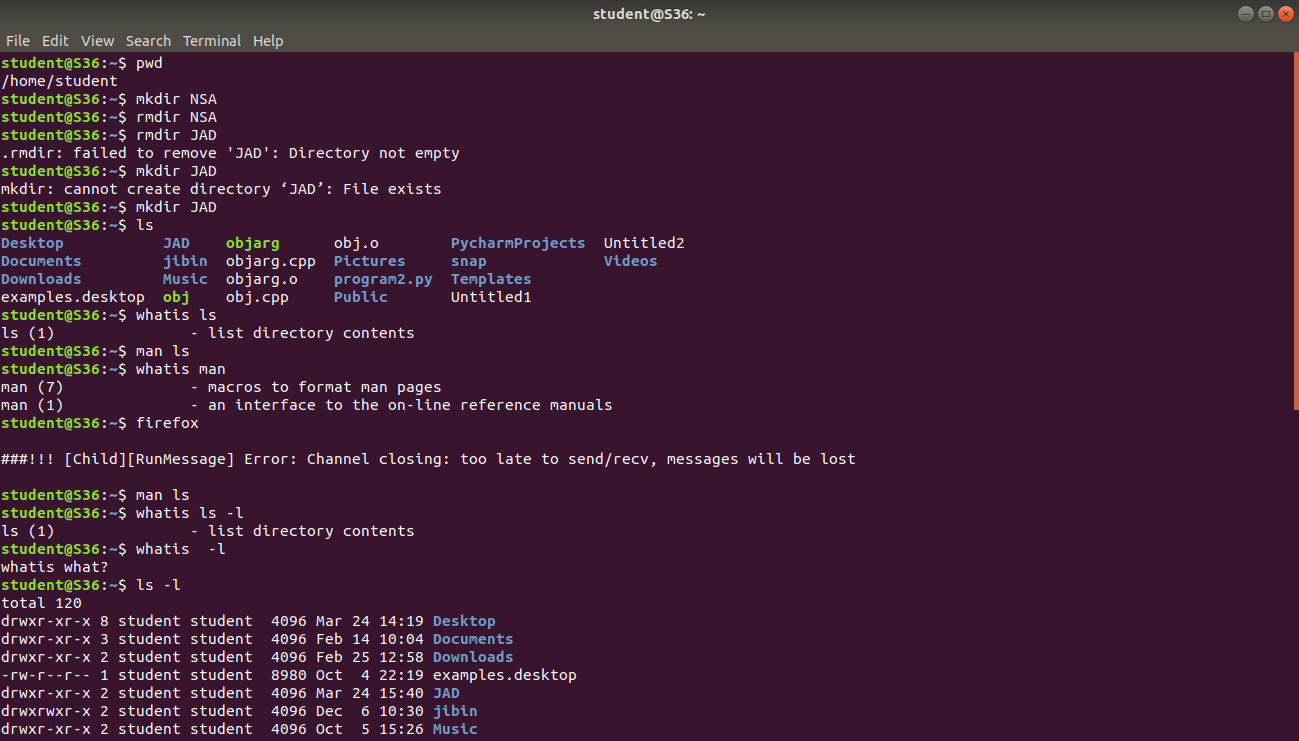 student@S36: ~
File Edit View Search Terminal Help
student@S36:~$ pwd
/home/student
student@S36:~$ mkdir NSA
student@S36:~$ rmdir NSA
student@S36:~$ rmdir JAD
.rmdir: failed to remove 'JAD': Directory not empty
student@S36:~$ mkdir JAD
mkdir: cannot create directory ‘JAD’: File exists
student@S36:~$ mkdir JAD
student@S36:~$ ls
Desktop           JAD    objarg      obj.o        PycharmProjects  Untitled2
Documents         jibin  objarg.cpp  Pictures     snap             Videos
Downloads         Music  objarg.o    program2.py  Templates
examples.desktop  obj    obj.cpp     Public       Untitled1
student@S36:~$ whatis ls
ls (1)               - list directory contents
student@S36:~$ man ls
student@S36:~$ whatis man
man (7)              - macros to format man pages
man (1)              - an interface to the on-line reference manuals
student@S36:~$ firefox
###!!! [Child][RunMessage] Error: Channel closing: too late to send/recv, messages will be lost
student@S36:~$ man ls
student@S36:~$ whatis ls -l
ls (1)               - list directory contents
student@S36:~$ whatis  -l
whatis what?
student@S36:~$ ls -l
total 120
drwxr-xr-x 8 student student  4096 Mar 24 14:19 Desktop
drwxr-xr-x 3 student student  4096 Feb 14 10:04 Documents
drwxr-xr-x 2 student student  4096 Feb 25 12:58 Downloads
-rw-r--r-- 1 student student  8980 Oct  4 22:19 examples.desktop
drwxr-xr-x 2 student student  4096 Mar 24 15:40 JAD
drwxrwxr-x 2 student student  4096 Dec  6 10:30 jibin
drwxr-xr-x 2 student student  4096 Oct  5 15:26 Music